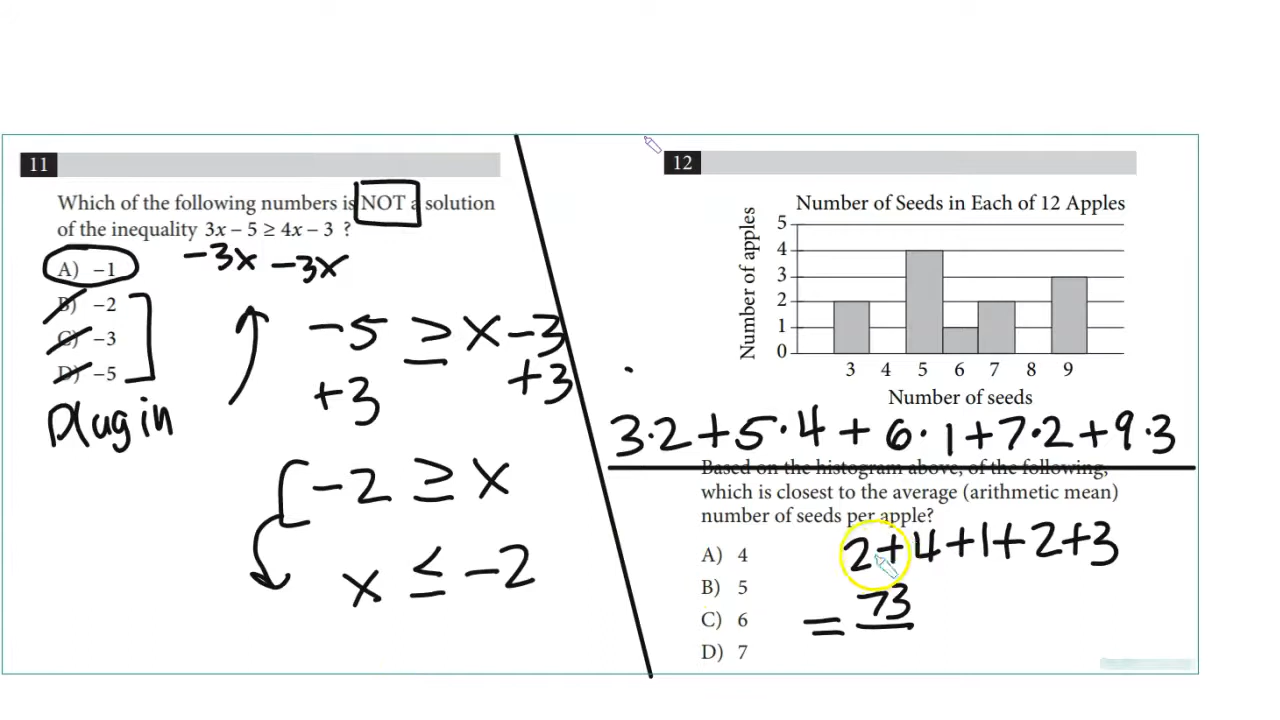 11
Which of the following numbers is NOT a solution
of the inequality 3x − 5 ≥ 4x − 3 ?
−3x −3x
A) −1
B) −2
C) −3
D) −5
Plug in
−5 ≥ x −3
+3 +3
−2 ≥ x
x ≤ −2
12
Number of Seeds in Each of 12 Apples
Number of apples
5
4
3
2
1
0
3 4 5 6 7 8 9
Number of seeds
3·2+5·4+6·1+7·2+9·3
Based on the histogram above, of the following,
which is closest to the average (arithmetic mean)
number of seeds per apple?
2+4+1+2+3
A) 4
B) 5
C) 6
D) 7
= 73